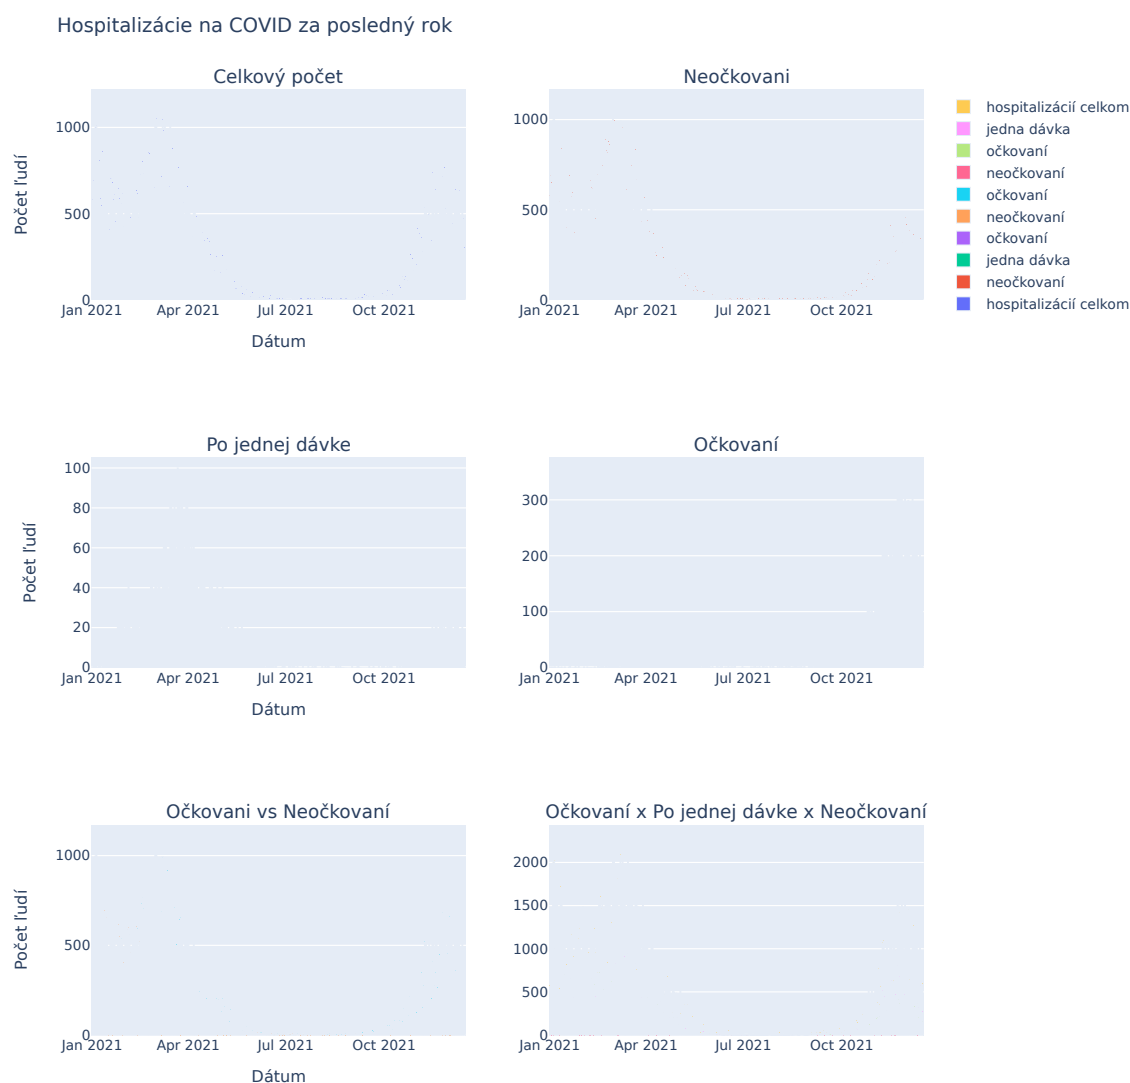 Hospitalizácie na COVID za posledný rok
Celkový počet
Neočkovani
1000
500
0
Počet ľudí
Jan 2021 Apr 2021 Jul 2021 Oct 2021
Dátum
1000
500
0
Jan 2021 Apr 2021 Jul 2021 Oct 2021
hospitalizácií celkom
jedna dávka
očkovaní
neočkovaní
očkovaní
neočkovaní
očkovaní
jedna dávka
neočkovaní
hospitalizácií celkom
Po jednej dávke
Očkovaní
100
80
60
40
20
0
Počet ľudí
Jan 2021 Apr 2021 Jul 2021 Oct 2021
Dátum
300
200
100
0
Jan 2021 Apr 2021 Jul 2021 Oct 2021
Očkovani vs Neočkovaní
Očkovaní x Po jednej dávke x Neočkovaní
1000
500
0
Počet ľudí
Jan 2021 Apr 2021 Jul 2021 Oct 2021
Dátum
2000
1500
1000
500
0
Jan 2021 Apr 2021 Jul 2021 Oct 2021